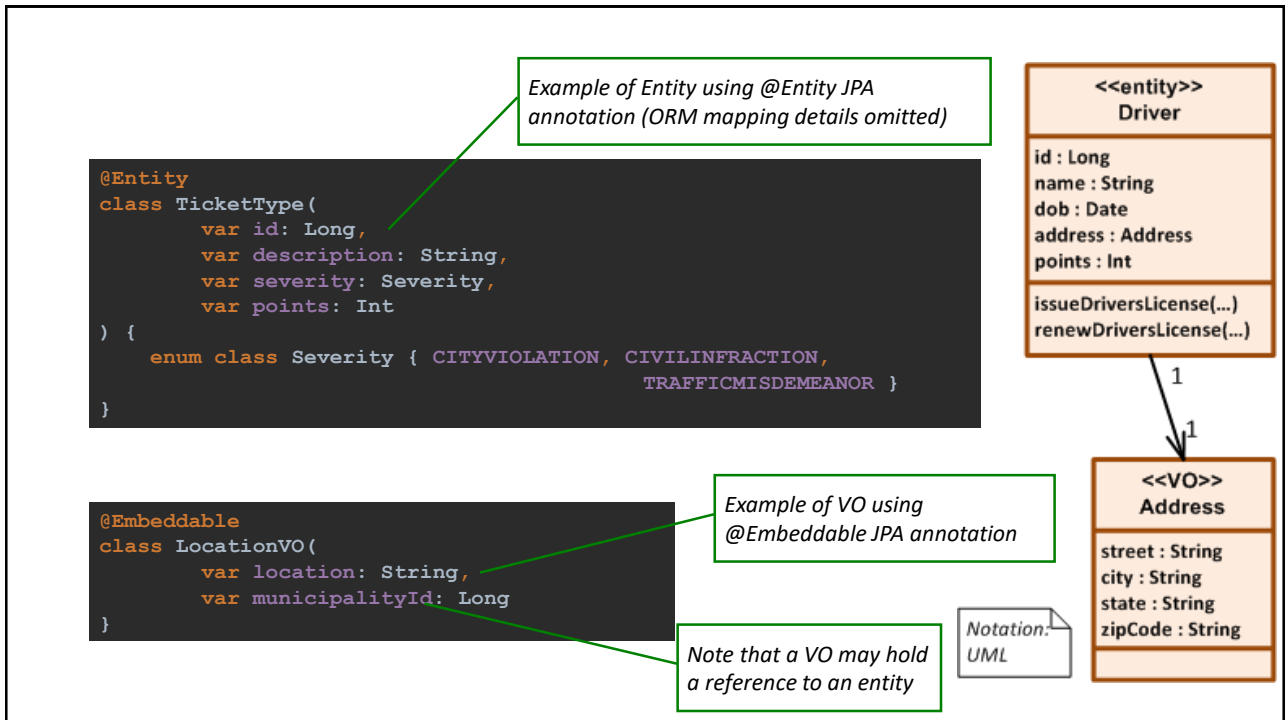 Example of Entity using @Entity JPA
annotation (ORM mapping details omitted)
@Entity
class TicketType(
var id: Long,
var description: String,
var severity: Severity,
var points: Int
) {
enum class Severity { CITYVIOLATION, CIVILINFRACTION,
TRAFFICMISDEMEANOR }
}
<<entity>>
Driver
id : Long
name : String
dob : Date
address : Address
points : Int
issueDriversLicense(...)
renewDriversLicense(...)
1
1
<<VO>>
Address
street : String
city : String
state : String
zipCode : String
@Embeddable
class LocationVO(
var location: String,
var municipalityId: Long
}
Example of VO using
@Embeddable JPA annotation
Note that a VO may hold
a reference to an entity
Notation:
UML